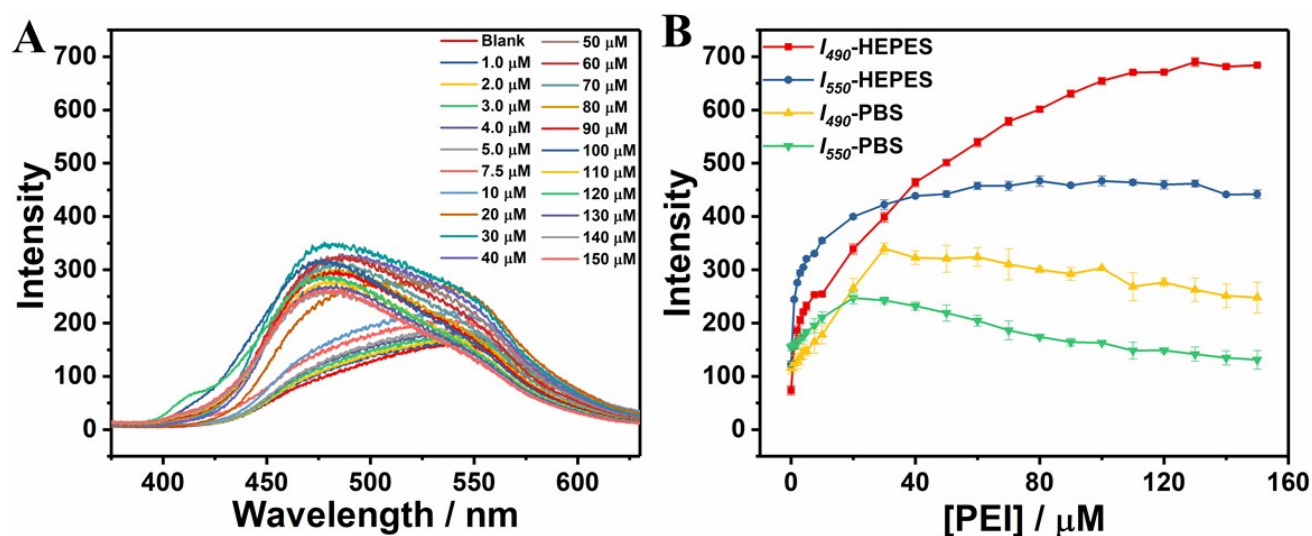 A
700
600
500
400
300
200
100
0
Intensity
400
450
500
550
600
Wavelength / nm
Blank
1.0 μM
2.0 μM
3.0 μM
4.0 μM
5.0 μM
7.5 μM
10 μM
20 μM
30 μM
40 μM
50 μM
60 μM
70 μM
80 μM
90 μM
100 μM
110 μM
120 μM
130 μM
140 μM
150 μM
B
700
600
500
400
300
200
100
0
Intensity
0
40
80
120
160
[PEI] / μM
I490-HEPES
I550-HEPES
I490-PBS
I550-PBS